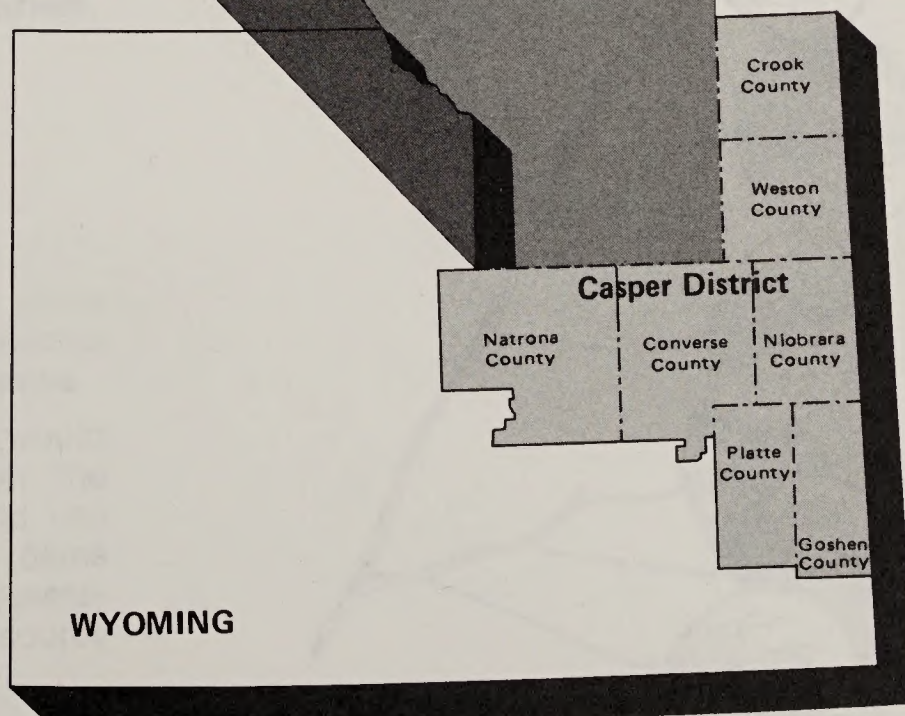 Crook
County
Weston
County
Casper District
Natrona
County
Converse
County
Niobrara
County
Platte
County
Goshen
County
WYOMING